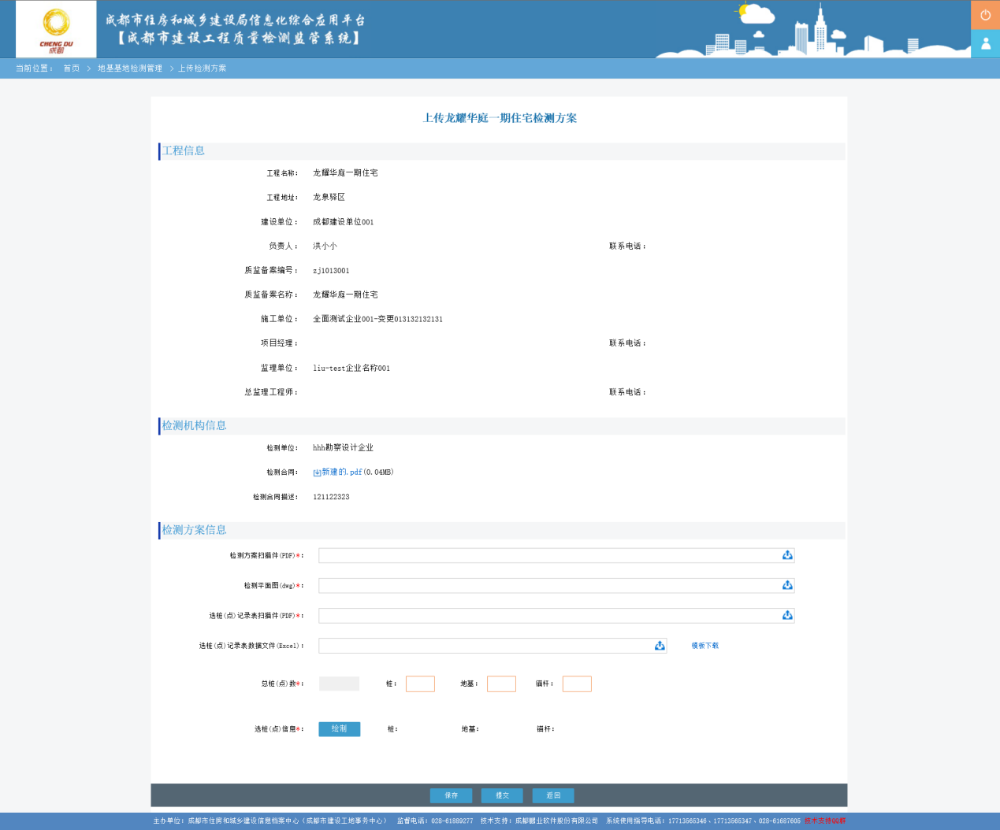 成都市住房和城乡建设局信息化综合应用平台
【成都市建设工程质量检测监管系统】
CHENG DU
成都
当前位置： 首页 > 地基基地检测管理 > 上传检测方案
上传龙耀华庭一期住宅检测方案
工程信息
工程名称： 龙耀华庭一期住宅
工程地址： 龙泉驿区
建设单位： 成都建设单位001
负责人： 洪小小 联系电话：
质监备案编号： zj1013001
质监备案名称： 龙耀华庭一期住宅
施工单位： 全面测试企业001-变更013132132131
项目经理： 联系电话：
监理单位： liu-test企业名称001
总监理工程师： 联系电话：
检测机构信息
检测单位： hhh勘察设计企业
检测合同： 新建的.pdf(0.04MB)
检测合同描述： 121122323
检测方案信息
检测方案扫描件(PDF)*：
检测平面图(dwg)*：
选桩(点)记录表扫描件(PDF)*：
选桩(点)记录表数据文件(Excel)： 模板下载
总桩(点)数*： 桩： 地基： 锚杆：
选桩(点)信息*： 绘制 桩： 地基： 锚杆：
保存 提交 返回
主办单位：成都市住房和城乡建设信息档案中心（成都市建设工地事务中心） 监督电话：028-61889277 技术支持：成都鹏业软件股份有限公司 系统使用指导电话：17713565346、17713565347、028-61687605 技术支持QQ群